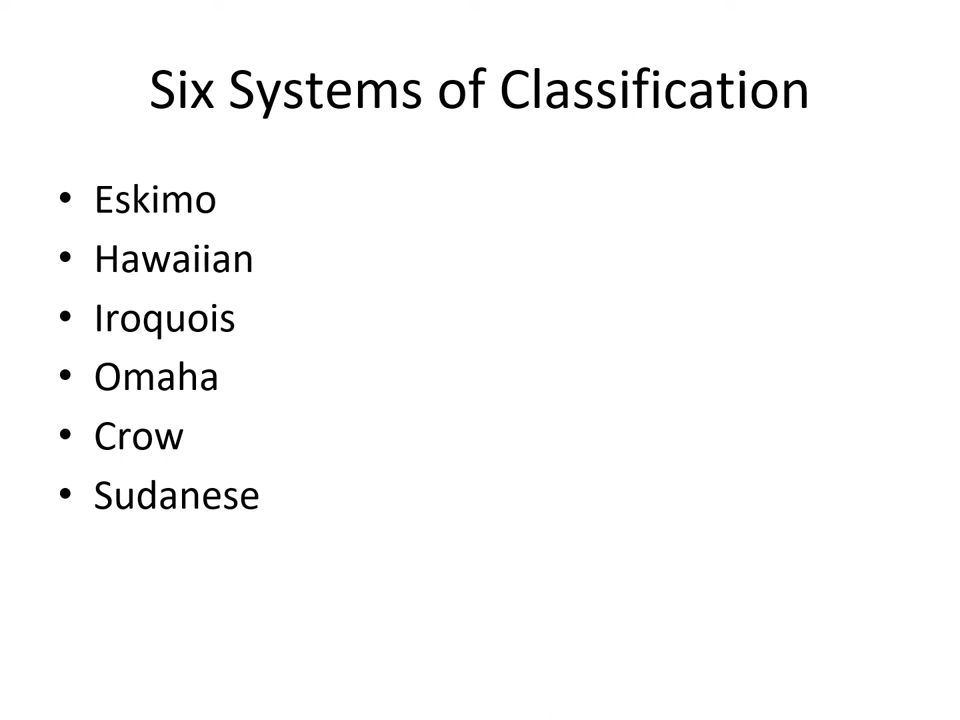 Six Systems of Classification
• Eskimo
• Hawaiian
• Iroquois
• Omaha
• Crow
• Sudanese